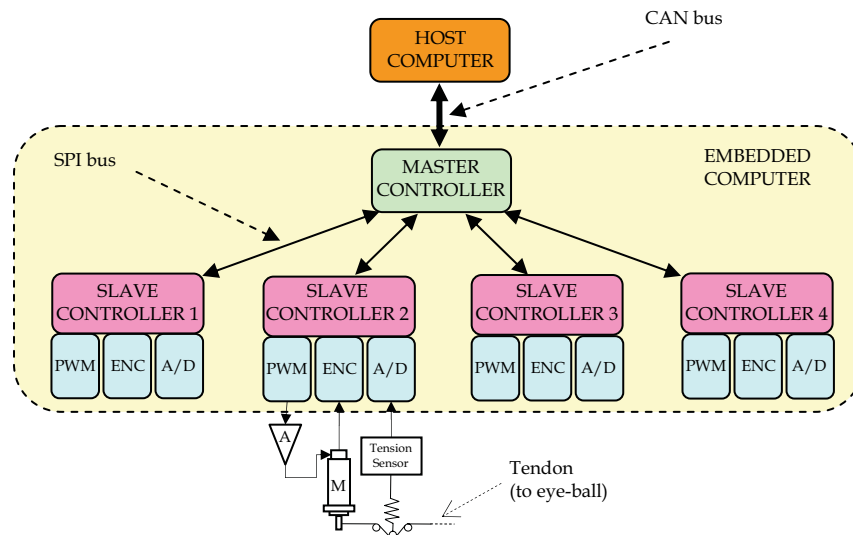 CAN bus
HOST
COMPUTER
SPI bus
MASTER
CONTROLLER
EMBEDDED
COMPUTER
SLAVE
CONTROLLER 1
SLAVE
CONTROLLER 2
SLAVE
CONTROLLER 3
SLAVE
CONTROLLER 4
PWM ENC A/D
PWM ENC A/D
PWM ENC A/D
PWM ENC A/D
A
Tension
Sensor
M
Tendon
(to eye-ball)